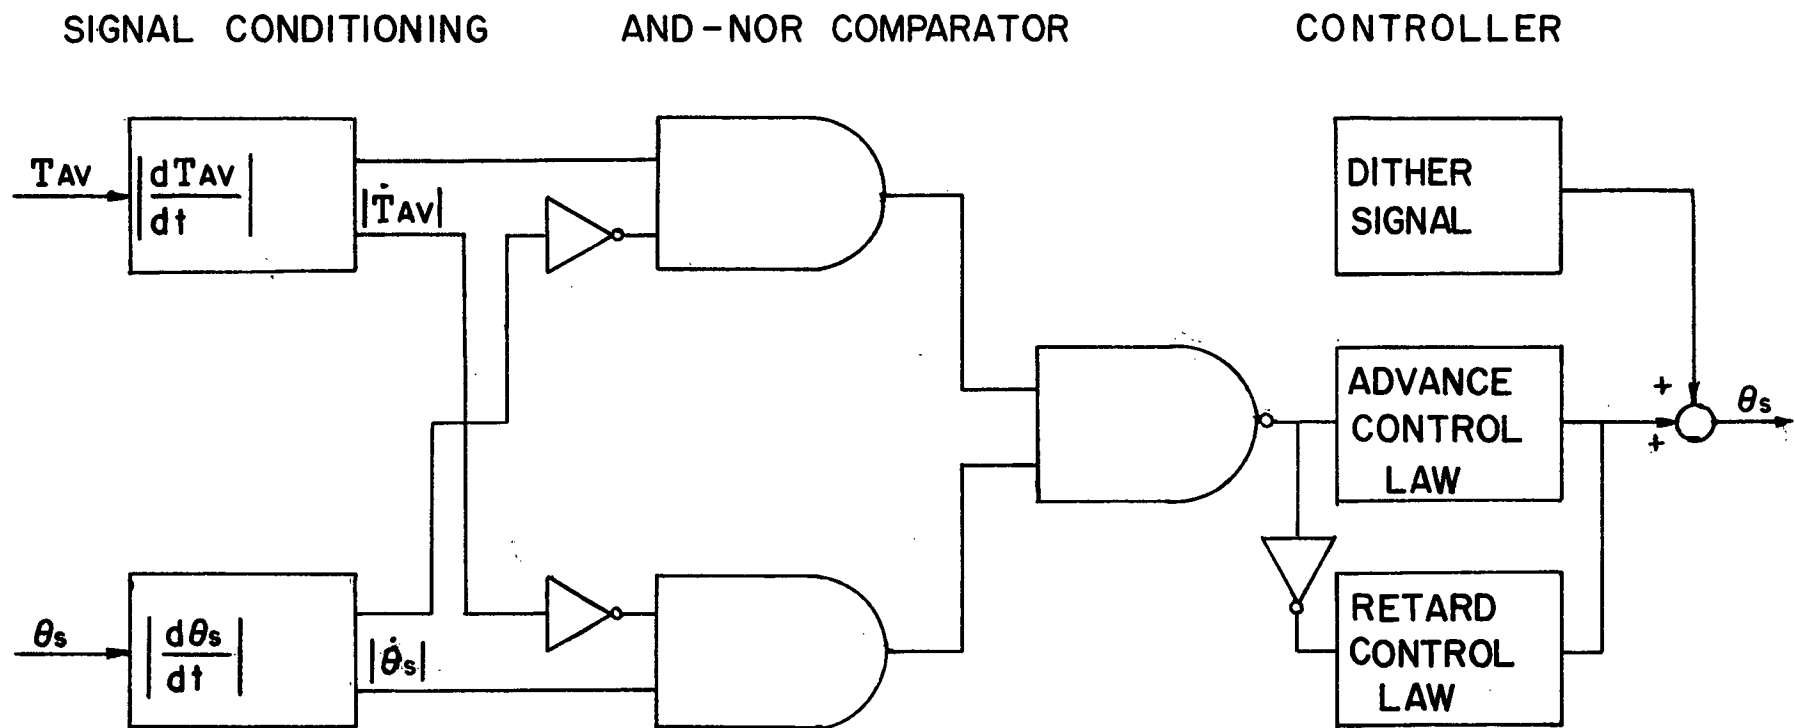 SIGNAL CONDITIONING
AND-NOR COMPARATOR
CONTROLLER
TAV
|dTAV/dt|
|ṪAV|
DITHER
SIGNAL
ADVANCE
CONTROL
LAW
+
+
θs
θs
|dθs/dt|
|θ̇s|
RETARD
CONTROL
LAW